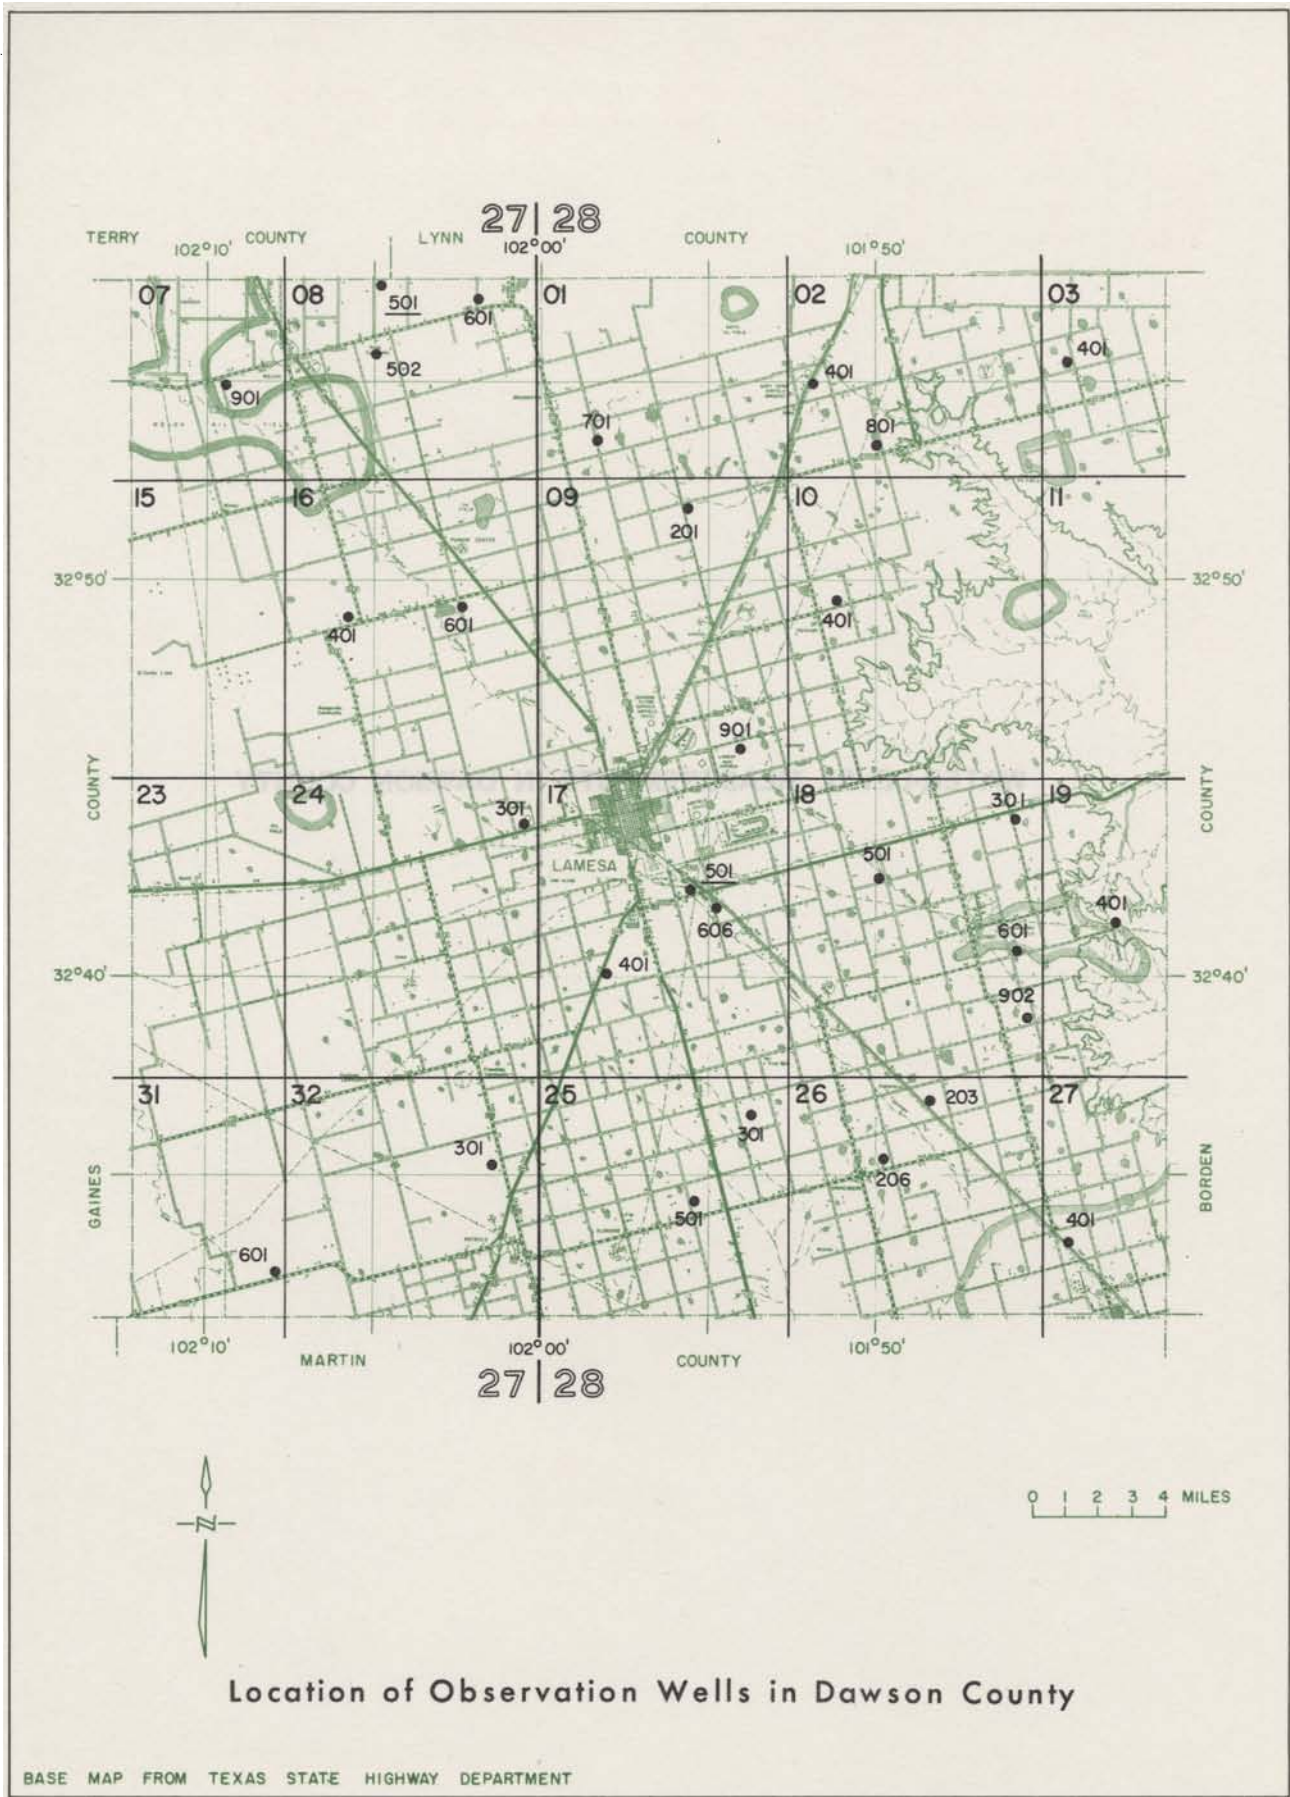 27 | 28
TERRY COUNTY LYNN COUNTY
102°10' 102°00' 101°50'
07 08 01 02 03
501
601
502
401
401
901
701
801
15 16 09 10 11
201
32°50' 32°50'
401
601
401
901
COUNTY
COUNTY
23 24 17 18 19
301
301
LAMESA
501
501
606
401
601
32°40' 32°40'
401
902
31 32 25 26 27
203
301
301
206
GAINES
BORDEN
501
401
601
102°10' 102°00' 101°50'
MARTIN COUNTY
27 | 28
N
0 1 2 3 4 MILES
Location of Observation Wells in Dawson County
BASE MAP FROM TEXAS STATE HIGHWAY DEPARTMENT